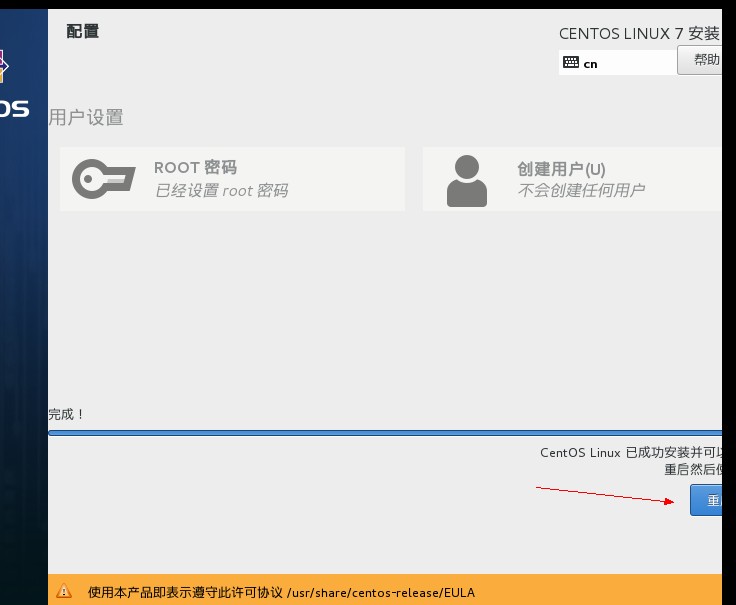 配置
CENTOS LINUX 7 安装
cn
帮助
OS
用户设置
ROOT 密码
已经设置 root 密码
创建用户(U)
不会创建任何用户
完成！
CentOS Linux 已成功安装并可以
重启然后使
重启
使用本产品即表示遵守此许可协议 /usr/share/centos-release/EULA